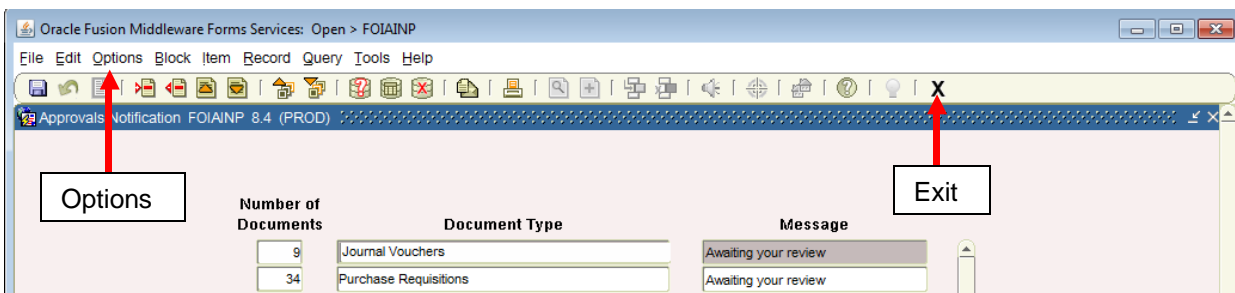 Oracle Fusion Middleware Forms Services: Open > FOIAINP
File Edit Options Block Item Record Query Tools Help
X
Approvals Notification FOIAINP 8.4 (PROD)
Options
Exit
Number of
Documents Document Type Message
9 Journal Vouchers Awaiting your review
34 Purchase Requisitions Awaiting your review